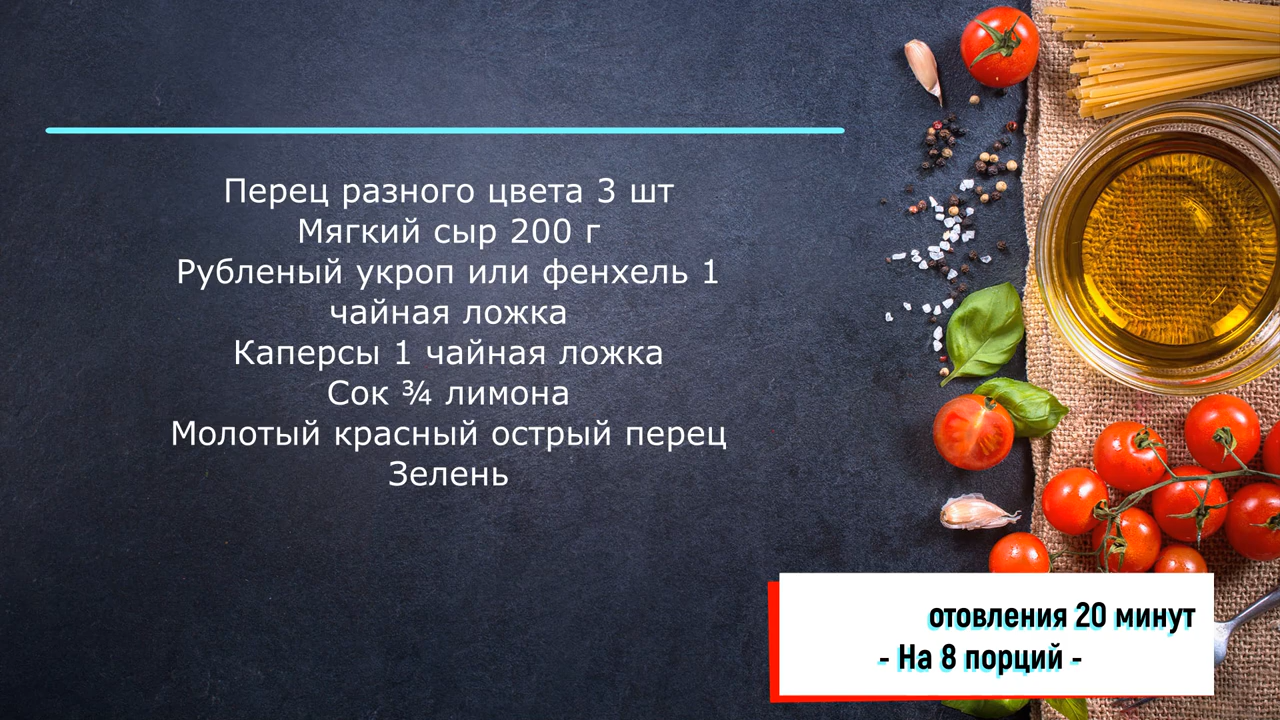 Перец разного цвета 3 шт
Мягкий сыр 200 г
Рубленый укроп или фенхель 1
чайная ложка
Каперсы 1 чайная ложка
Сок ¾ лимона
Молотый красный острый перец
Зелень
отовления 20 минут
- На 8 порций -